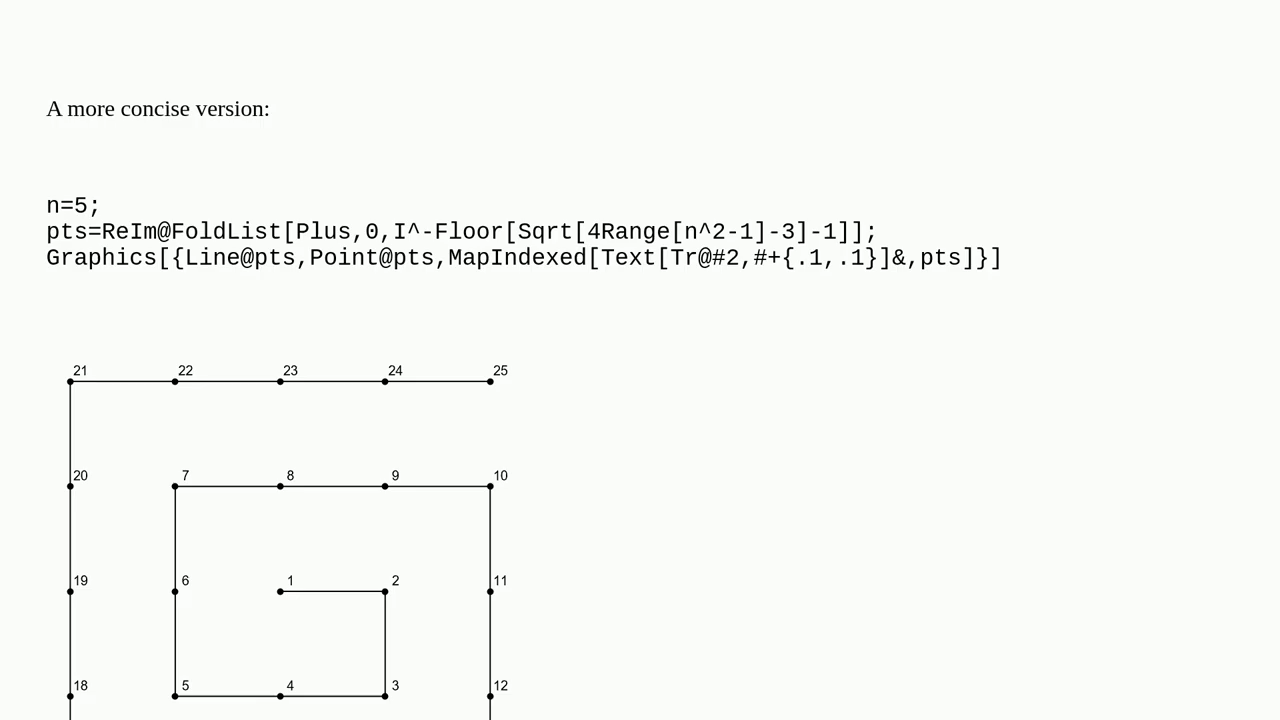 A more concise version:
n=5;
pts=ReIm@FoldList[Plus,0,I^-Floor[Sqrt[4Range[n^2-1]-3]-1]];
Graphics[{Line@pts,Point@pts,MapIndexed[Text[Tr@#2,#+{.1,.1}]&,pts]}]
21 22 23 24 25
20 7 8 9 10
19 6 1 2 11
18 5 4 3 12